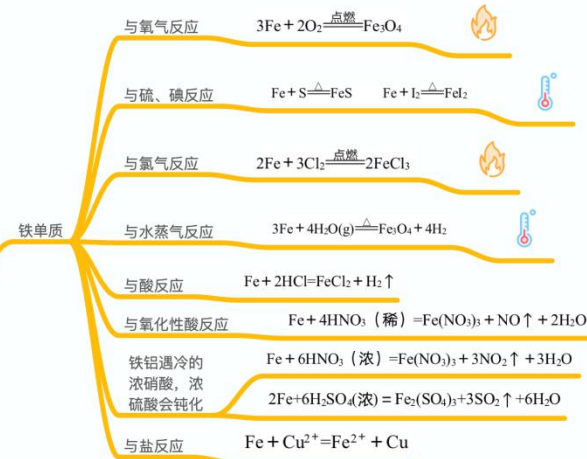 与氧气反应 3Fe+2O₂ 点燃═ Fe₃O₄
与硫、碘反应 Fe+S △═ FeS Fe+I₂ △═ FeI₂
与氯气反应 2Fe+3Cl₂ 点燃═ 2FeCl₃
铁单质
与水蒸气反应 3Fe+4H₂O(g) △═ Fe₃O₄+4H₂
与酸反应 Fe+2HCl=FeCl₂+H₂↑
与氧化性酸反应 Fe+4HNO₃（稀）=Fe(NO₃)₃+NO↑+2H₂O
铁铝遇冷的
浓硝酸，浓
硫酸会钝化
Fe+6HNO₃（浓）=Fe(NO₃)₃+3NO₂↑+3H₂O
2Fe+6H₂SO₄(浓)=Fe₂(SO₄)₃+3SO₂↑+6H₂O
与盐反应 Fe+Cu²⁺=Fe²⁺+Cu